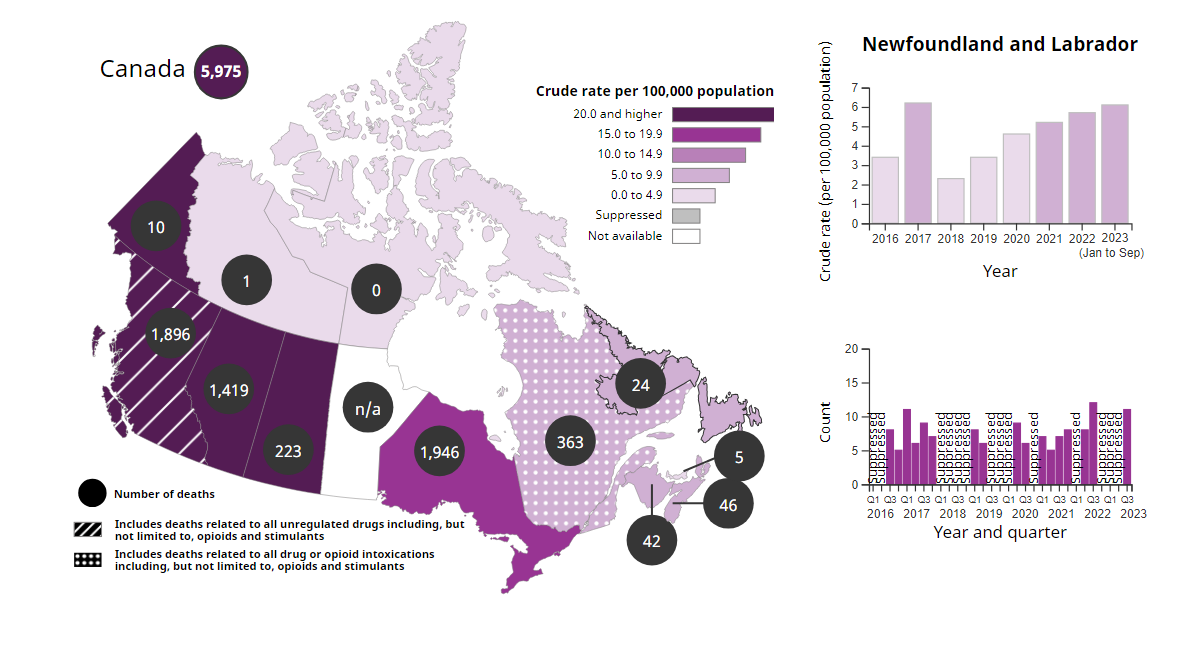 Canada 5,975
Crude rate per 100,000 population
20.0 and higher
15.0 to 19.9
10.0 to 14.9
5.0 to 9.9
0.0 to 4.9
Suppressed
Not available
10
1
0
1,896
1,419
223
n/a
1,946
363
24
5
46
42
Number of deaths
Includes deaths related to all unregulated drugs including, but
not limited to, opioids and stimulants
Includes deaths related to all drug or opioid intoxications
including, but not limited to, opioids and stimulants
Newfoundland and Labrador
Crude rate (per 100,000 population)
7
6
5
4
3
2
1
0
2016 2017 2018 2019 2020 2021 2022 2023
(Jan to Sep)
Year
Count
20
15
10
5
0
Suppressed Suppressed Suppressed Suppressed Suppressed Suppressed Suppressed Suppressed Suppressed Suppressed Suppressed Suppressed Suppressed Suppressed
Q1 Q3 Q1 Q3 Q1 Q3 Q1 Q3 Q1 Q3 Q1 Q3 Q1 Q3 Q1 Q3
2016 2017 2018 2019 2020 2021 2022 2023
Year and quarter